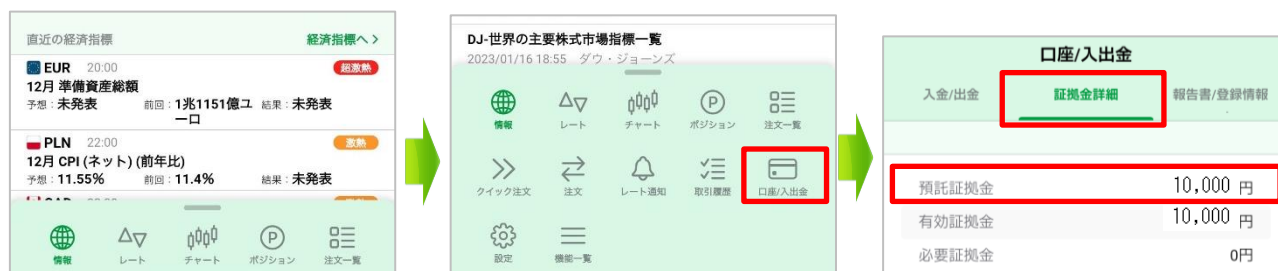 直近の経済指標
経済指標へ >
EUR 20:00
超激熱
12月 準備資産総額
予想：未発表 前回：1兆1151億ユーロ 結果：未発表
PLN 22:00
激熱
12月 CPI (ネット) (前年比)
予想：11.55% 前回：11.4% 結果：未発表
情報 レート チャート ポジション 注文一覧
DJ-世界の主要株式市場指標一覧
2023/01/16 18:55 ダウ・ジョーンズ
情報 レート チャート ポジション 注文一覧
クイック注文 注文 レート通知 取引履歴 口座/入出金
設定 機能一覧
口座/入出金
入金/出金 証拠金詳細 報告書/登録情報
預託証拠金 10,000 円
有効証拠金 10,000 円
必要証拠金 0円